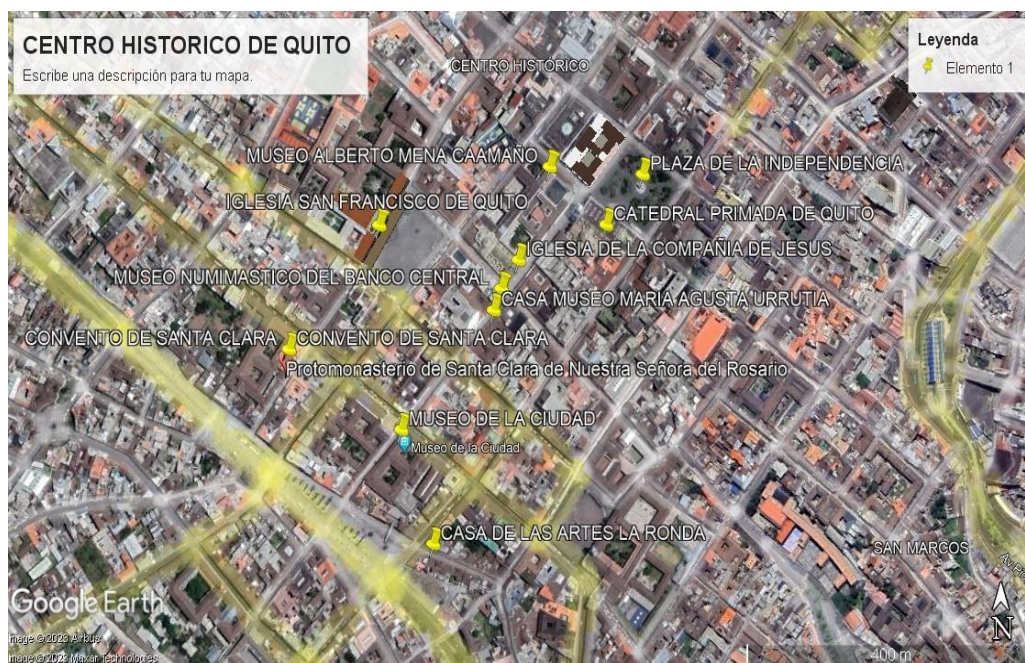 CENTRO HISTORICO DE QUITO
Escribe una descripción para tu mapa.
Leyenda
Elemento 1
CENTRO HISTÓRICO
MUSEO ALBERTO MENA CAAMAÑO
PLAZA DE LA INDEPENDENCIA
IGLESIA SAN FRANCISCO DE QUITO
CATEDRAL PRIMADA DE QUITO
IGLESIA DE LA COMPAÑIA DE JESUS
MUSEO NUMIMASTICO DEL BANCO CENTRAL
CASA MUSEO MARIA AGUSTA URRUTIA
CONVENTO DE SANTA CLARA
CONVENTO DE SANTA CLARA
Protomonasterio de Santa Clara de Nuestra Señora del Rosario
MUSEO DE LA CIUDAD
Museo de la Ciudad
CASA DE LAS ARTES LA RONDA
SAN MARCOS
Google Earth
N
Image © 2023 Airbus
Image © 2023 Maxar Technologies
400 m